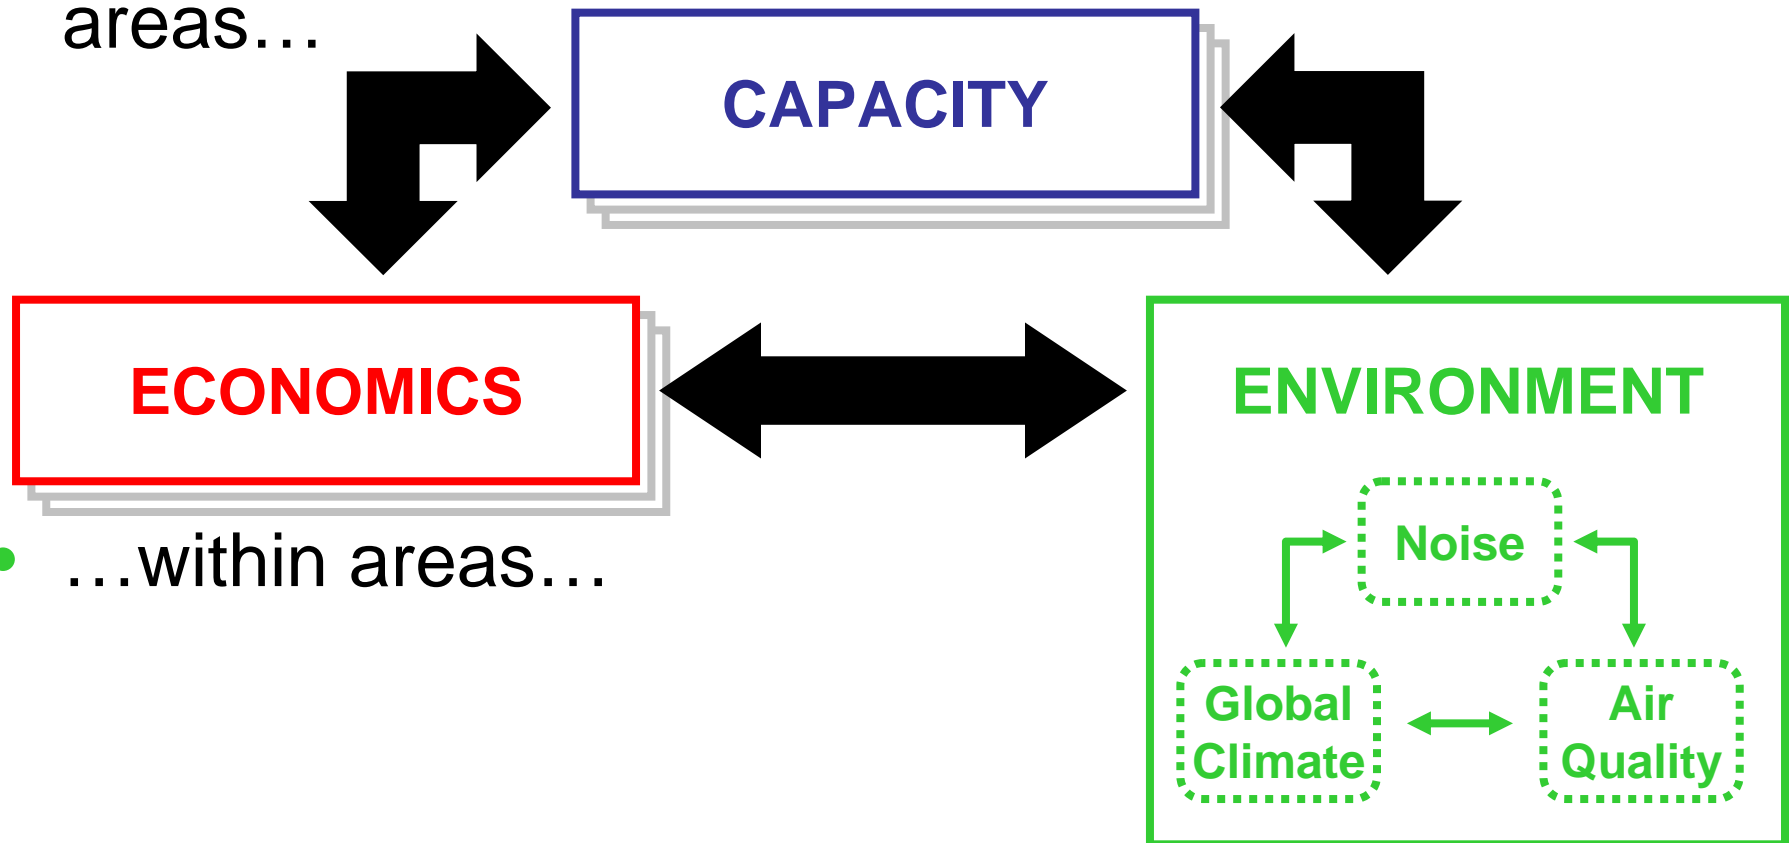 areas…
CAPACITY
ECONOMICS
ENVIRONMENT
• …within areas…
Noise
Global
Climate
Air
Quality